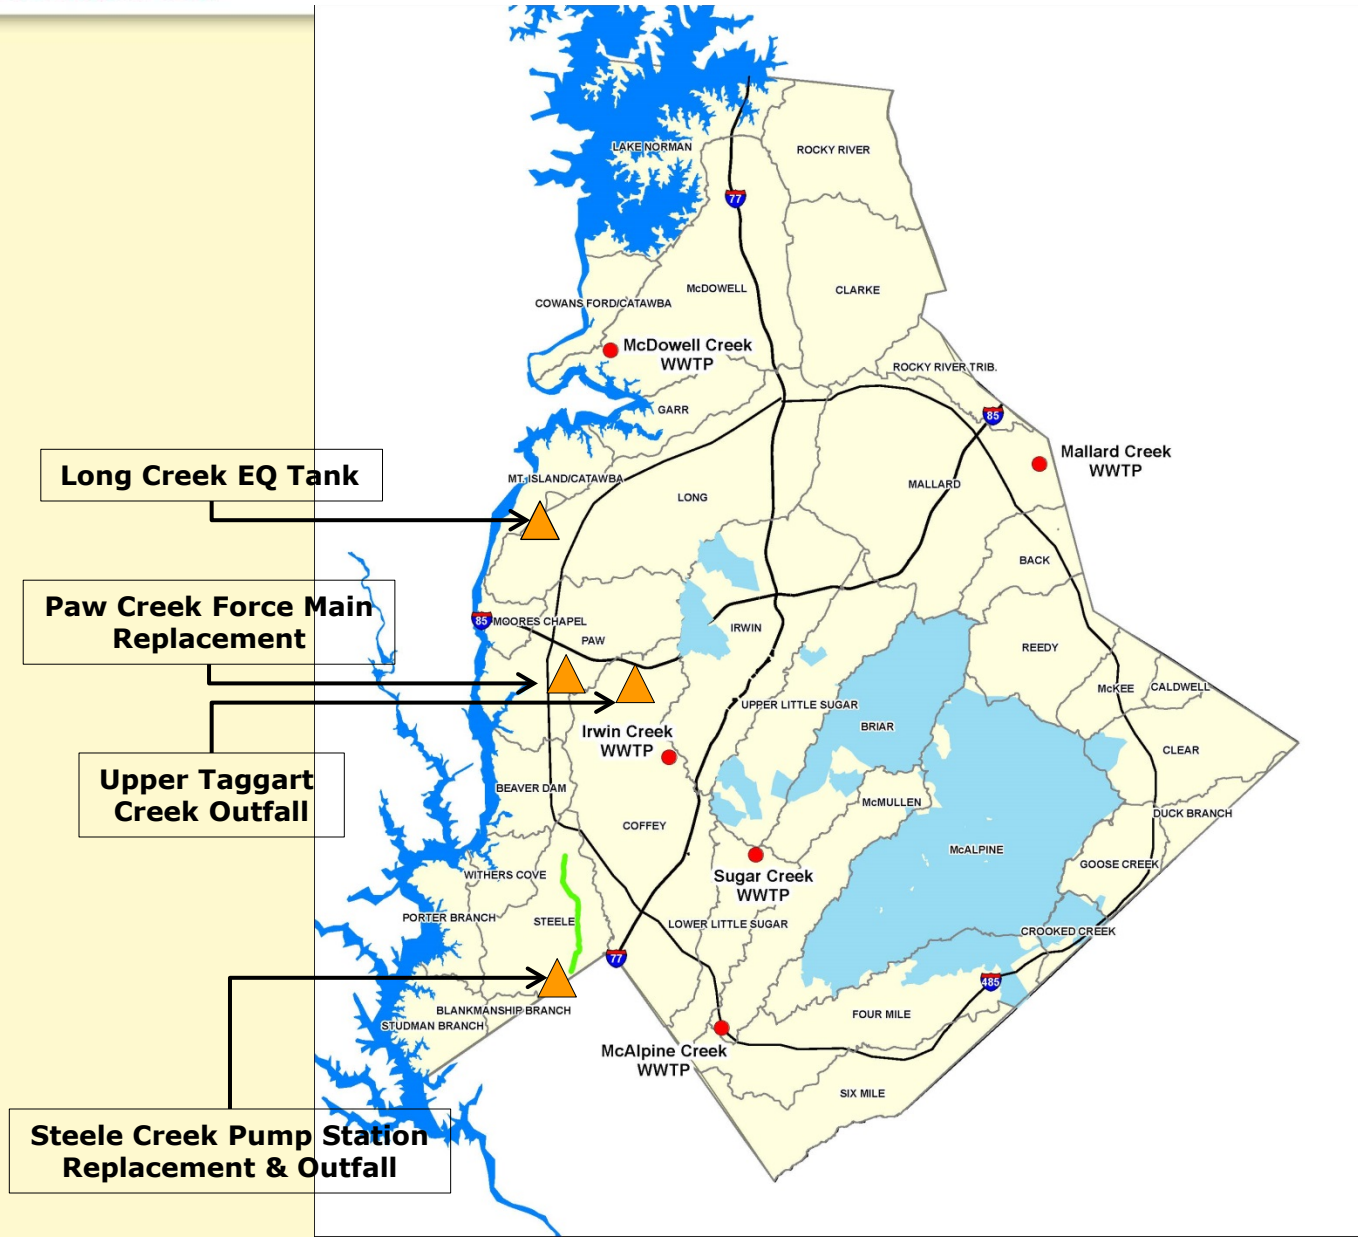 LAKE NORMAN
ROCKY RIVER
77
McDOWELL
CLARKE
COWANS FORD/CATAWBA
McDowell Creek
WWTP
ROCKY RIVER TRIB.
GARR
85
Mallard Creek
WWTP
Long Creek EQ Tank
MT. ISLAND/CATAWBA
LONG
MALLARD
BACK
Paw Creek Force Main
Replacement
85
MOORES CHAPEL
PAW
IRWIN
REEDY
McKEE
CALDWELL
UPPER LITTLE SUGAR
BRIAR
Irwin Creek
WWTP
CLEAR
Upper Taggart
Creek Outfall
BEAVER DAM
COFFEY
McMULLEN
DUCK BRANCH
McALPINE
GOOSE CREEK
WITHERS COVE
Sugar Creek
WWTP
PORTER BRANCH
STEELE
LOWER LITTLE SUGAR
CROOKED CREEK
77
485
BLANKMANSHIP BRANCH
STUDMAN BRANCH
FOUR MILE
McAlpine Creek
WWTP
SIX MILE
Steele Creek Pump Station
Replacement & Outfall